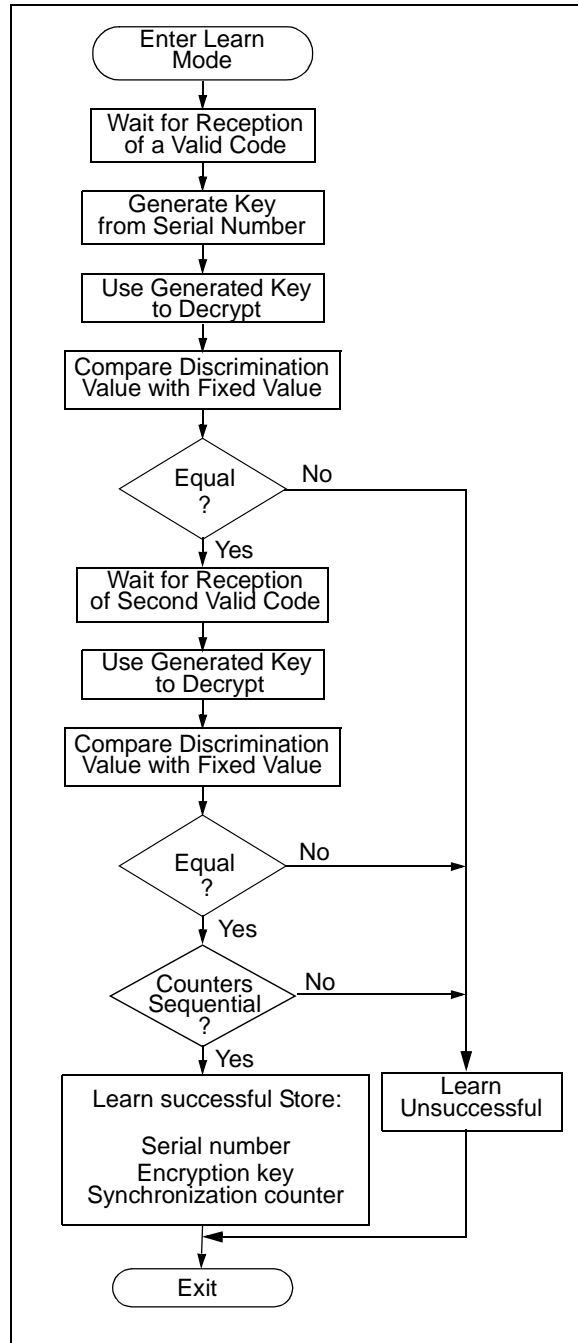 Enter Learn
Mode
Wait for Reception
of a Valid Code
Generate Key
from Serial Number
Use Generated Key
to Decrypt
Compare Discrimination
Value with Fixed Value
Equal
?
No
Yes
Wait for Reception
of Second Valid Code
Use Generated Key
to Decrypt
Compare Discrimination
Value with Fixed Value
Equal
?
No
Yes
Counters
Sequential
?
No
Yes
Learn successful Store:
Serial number
Encryption key
Synchronization counter
Learn
Unsuccessful
Exit